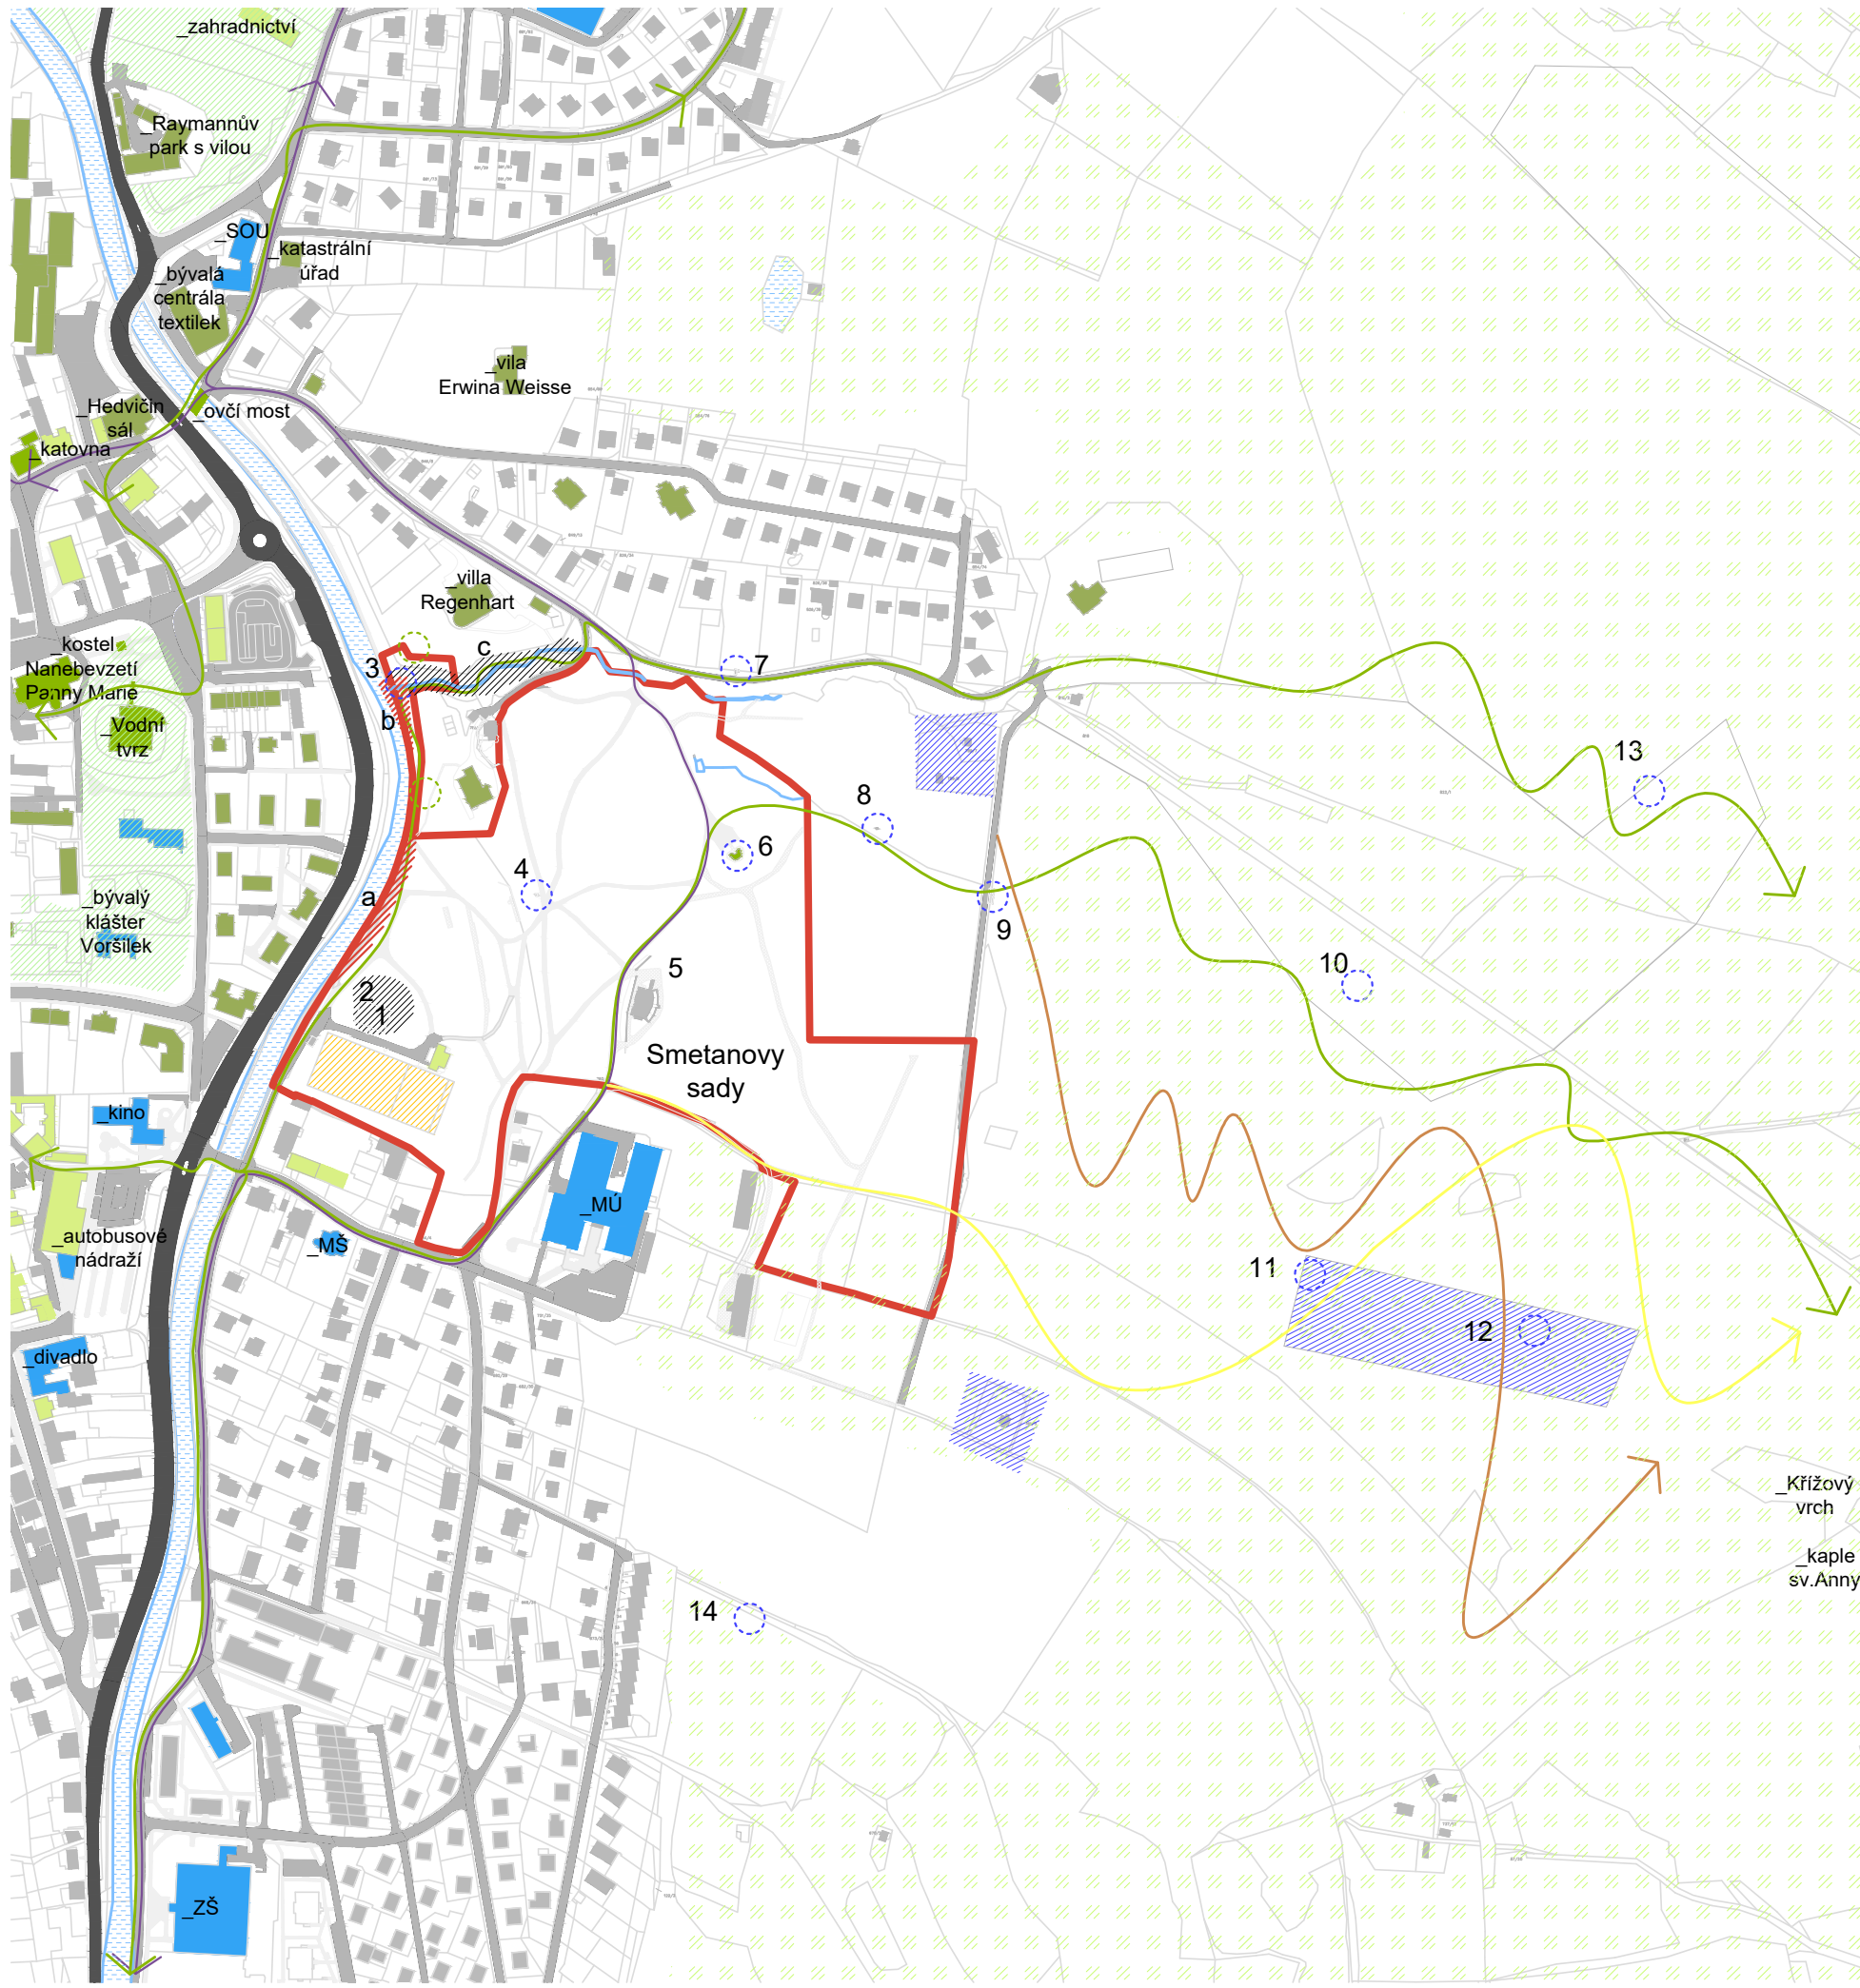 _zahradnictví
_Raymannův
park s vilou
_SOU
_katastrální
úřad
_bývalá
centrála
textilek
_vila
Erwina Weisse
_Hedvičin
sál
_ovčí most
_katovna
_villa
Regenhart
_kostel
Nanebevzetí
Panny Marie
c
3
7
b
_Vodní
tvrz
13
8
6
4
a
_bývalý
klášter
Voršilek
9
10
5
2
1
Smetanovy
sady
_kino
_MÚ
_MŠ
_autobusové
nádraží
11
12
_divadlo
_Křížový
vrch
_kaple
sv.Anny
14
_ZŠ